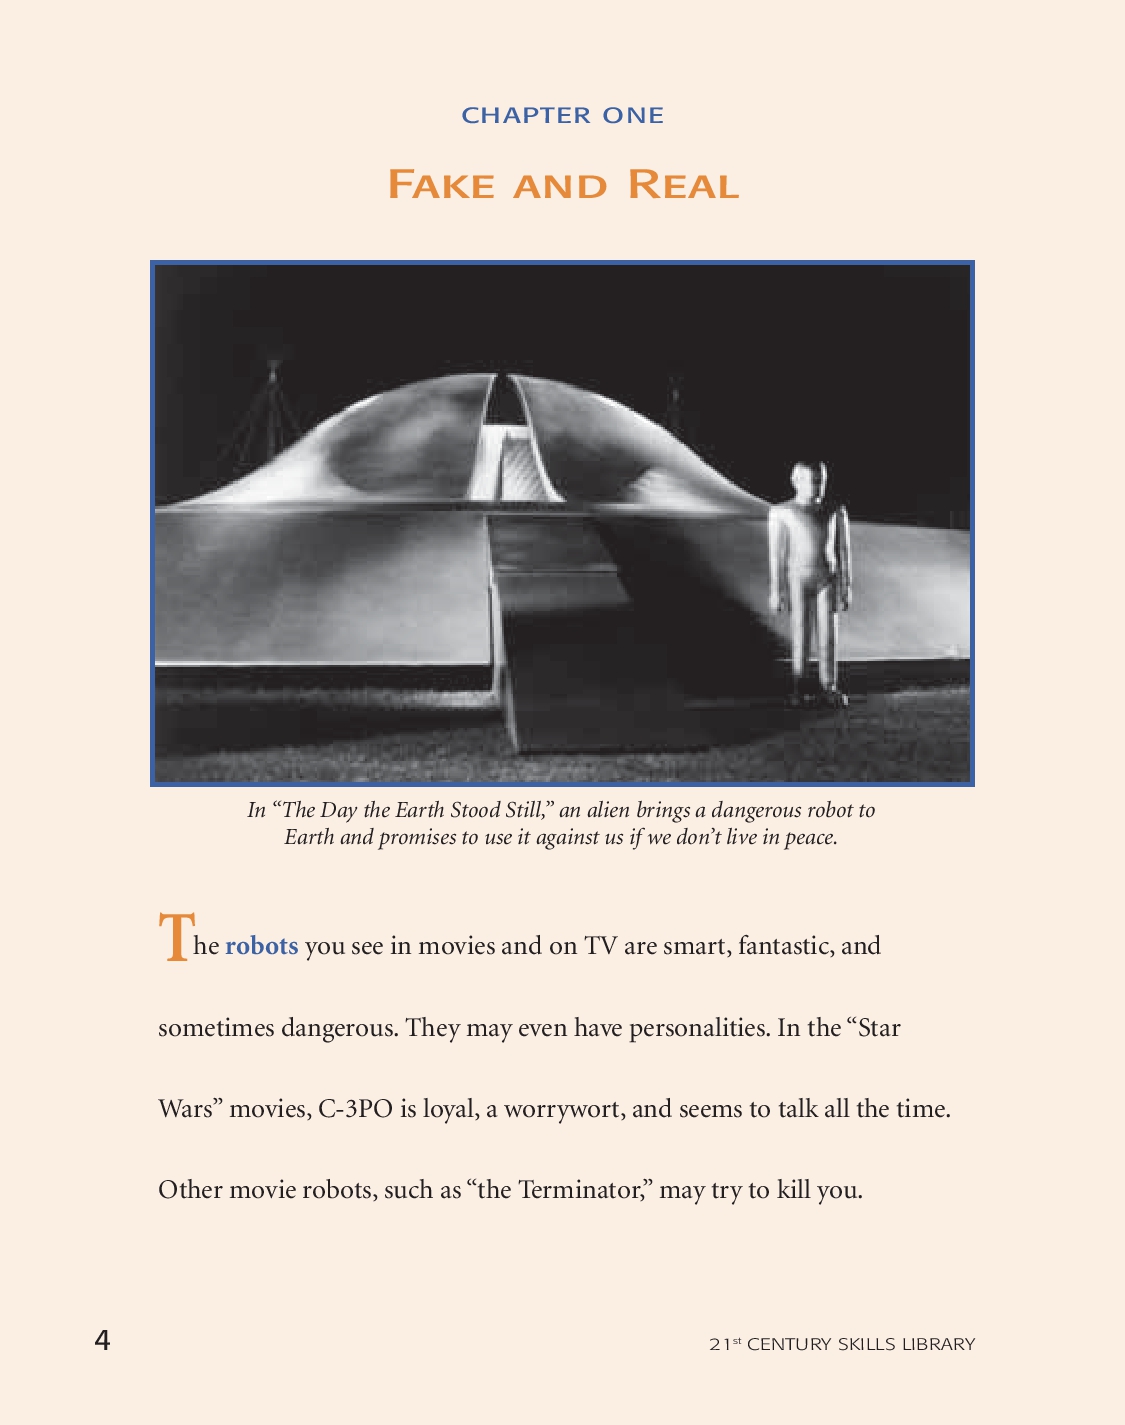 CHAPTER ONE
FAKE AND REAL
In “The Day the Earth Stood Still,” an alien brings a dangerous robot to
Earth and promises to use it against us if we don’t live in peace.
The robots you see in movies and on TV are smart, fantastic, and
sometimes dangerous. They may even have personalities. In the “Star
Wars” movies, C-3PO is loyal, a worrywort, and seems to talk all the time.
Other movie robots, such as “the Terminator,” may try to kill you.
4
21st CENTURY SKILLS LIBRARY